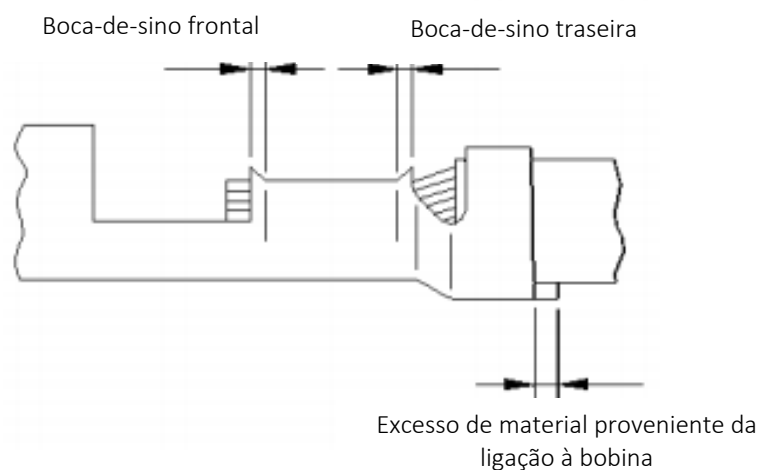 Boca-de-sino frontal
Boca-de-sino traseira
Excesso de material proveniente da
ligação à bobina